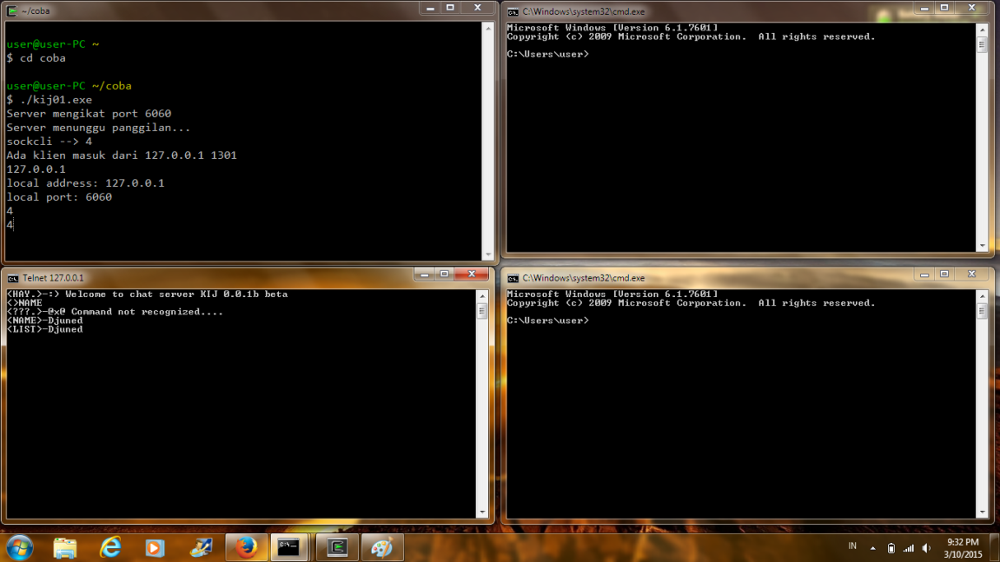 ~/coba
user@user-PC ~
$ cd coba
user@user-PC ~/coba
$ ./kij01.exe
Server mengikat port 6060
Server menunggu panggilan...
sockcli --> 4
Ada klien masuk dari 127.0.0.1 1301
127.0.0.1
local address: 127.0.0.1
local port: 6060
4
4
C:\Windows\system32\cmd.exe
Microsoft Windows [Version 6.1.7601]
Copyright (c) 2009 Microsoft Corporation.  All rights reserved.
C:\Users\user>
Telnet 127.0.0.1
<HAY.>-:) Welcome to chat server KIJ 0.0.1b beta
<>NAME
<???.>-@x@ Command not recognized....
<NAME>-Djuned
<LIST>-Djuned
C:\Windows\system32\cmd.exe
Microsoft Windows [Version 6.1.7601]
Copyright (c) 2009 Microsoft Corporation.  All rights reserved.
C:\Users\user>
IN
9:32 PM
3/10/2015